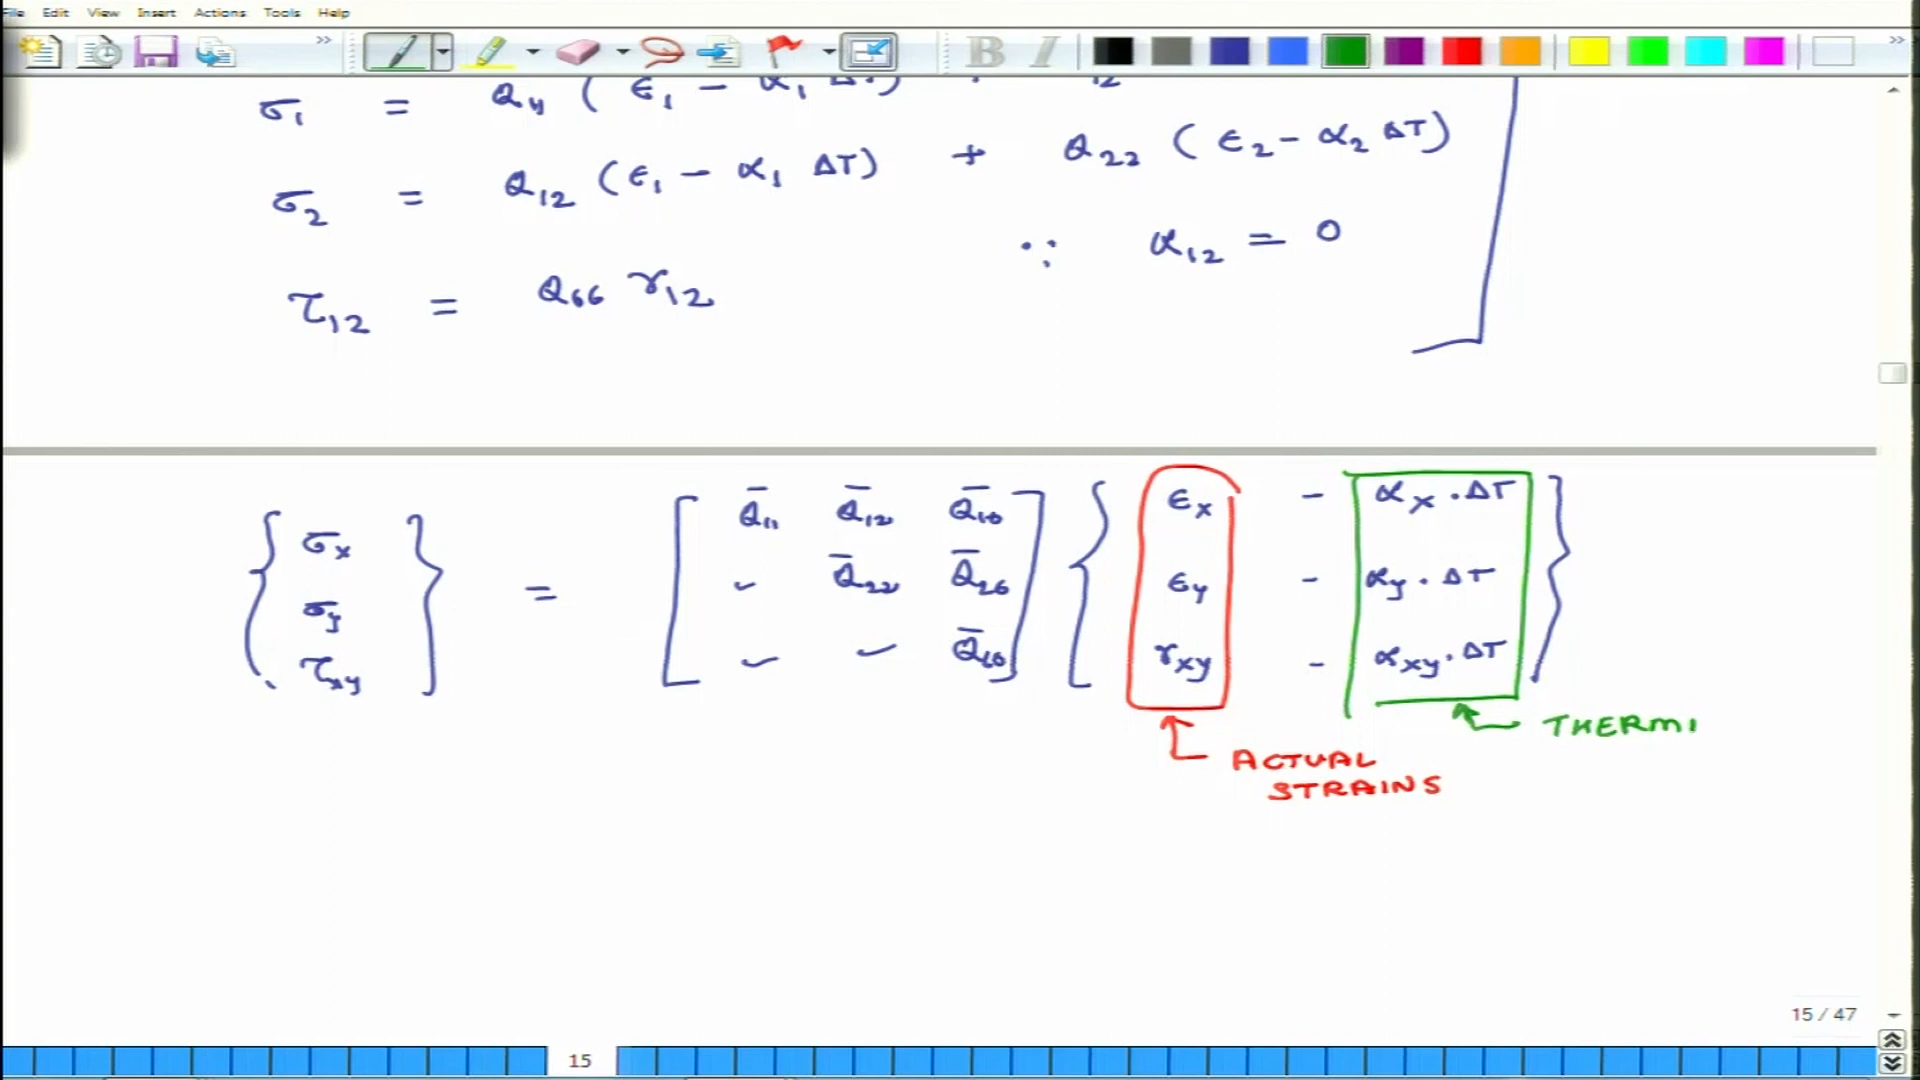 File Edit View Insert Actions Tools Help
B I
σ₁ = Q₁₁ ( ϵ₁ - α₁ ΔT) + ₁₂
σ₂ = Q₁₂ (ϵ₁ - α₁ ΔT) + Q₂₂ ( ϵ₂ - α₂ ΔT)
τ₁₂ = Q₆₆ γ₁₂ ∵ α₁₂ = 0
{ σx = [ Q̄₁₁ Q̄₁₂ Q̄₁₆ ] { ϵx - αx . ΔT }
σy ✓ Q̄₂₂ Q̄₂₆ ϵy - αy . ΔT
τxy ✓ ✓ Q̄₆₆ γxy - αxy . ΔT
THERMI
ACTUAL
STRAINS
15 / 47
15